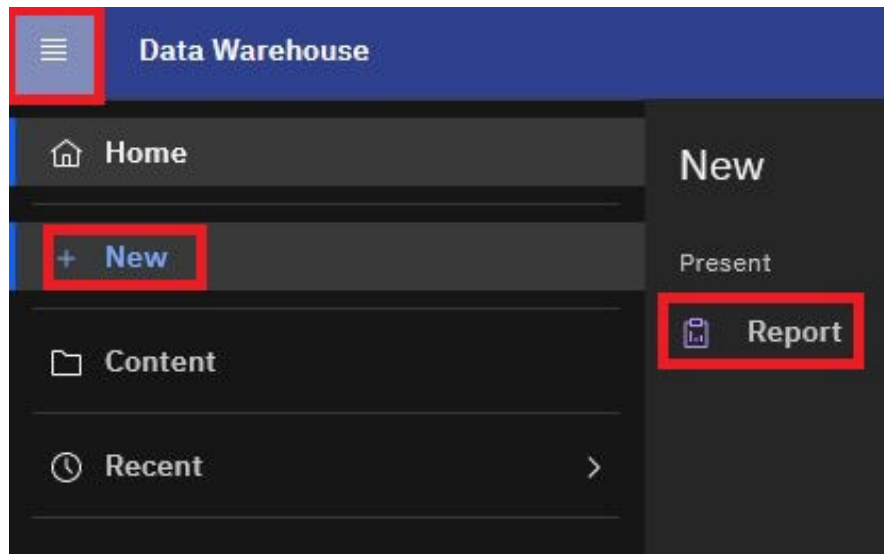 Data Warehouse
Home
+ New
Content
Recent
New
Present
Report